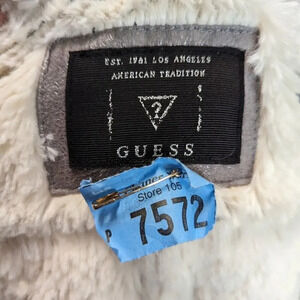 EST. 1981 LOS ANGELES
AMERICAN TRADITION
?
GUESS
Store 105
P 7572